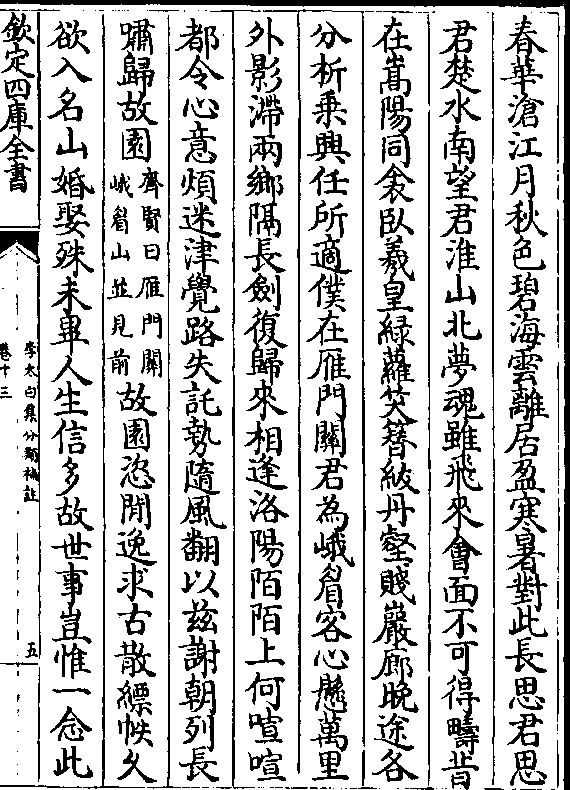 春華滄江月秋色碧海雲離居盈寒暑對此長思君思
君楚水南望君淮山北夢魂雖飛來會面不可得疇昔
在嵩陽同衾臥羲皇緑蘿笑簪紱丹壑賤巖廊晚途各
分析乗興任所適僕在雁門關君為峨眉客心懸萬里
外影滯兩鄉隔長劍復歸來相逢洛陽陌陌上何喧喧
都令心意煩迷津覺路失託勢隨風翻以兹謝朝列長
嘯歸故園齊賢曰雁門關峨眉山並見前故園恣閒逸求古散縹帙久
欲入名山婚娶殊未畢人生信多故世事豈惟一念此
欽定四庫全書
李太白集分類補註
卷十三
五